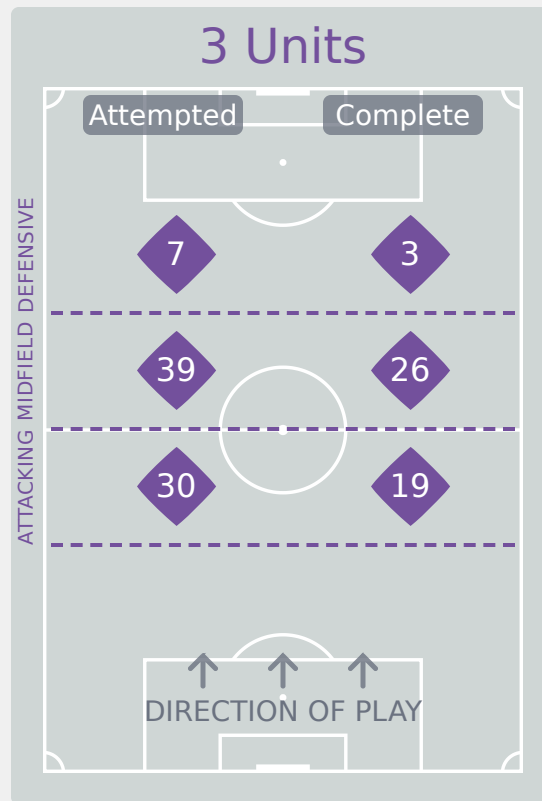 3 Units
Attempted Complete
7 3
39 26
30 19
ATTACKING MIDFIELD DEFENSIVE
DIRECTION OF PLAY